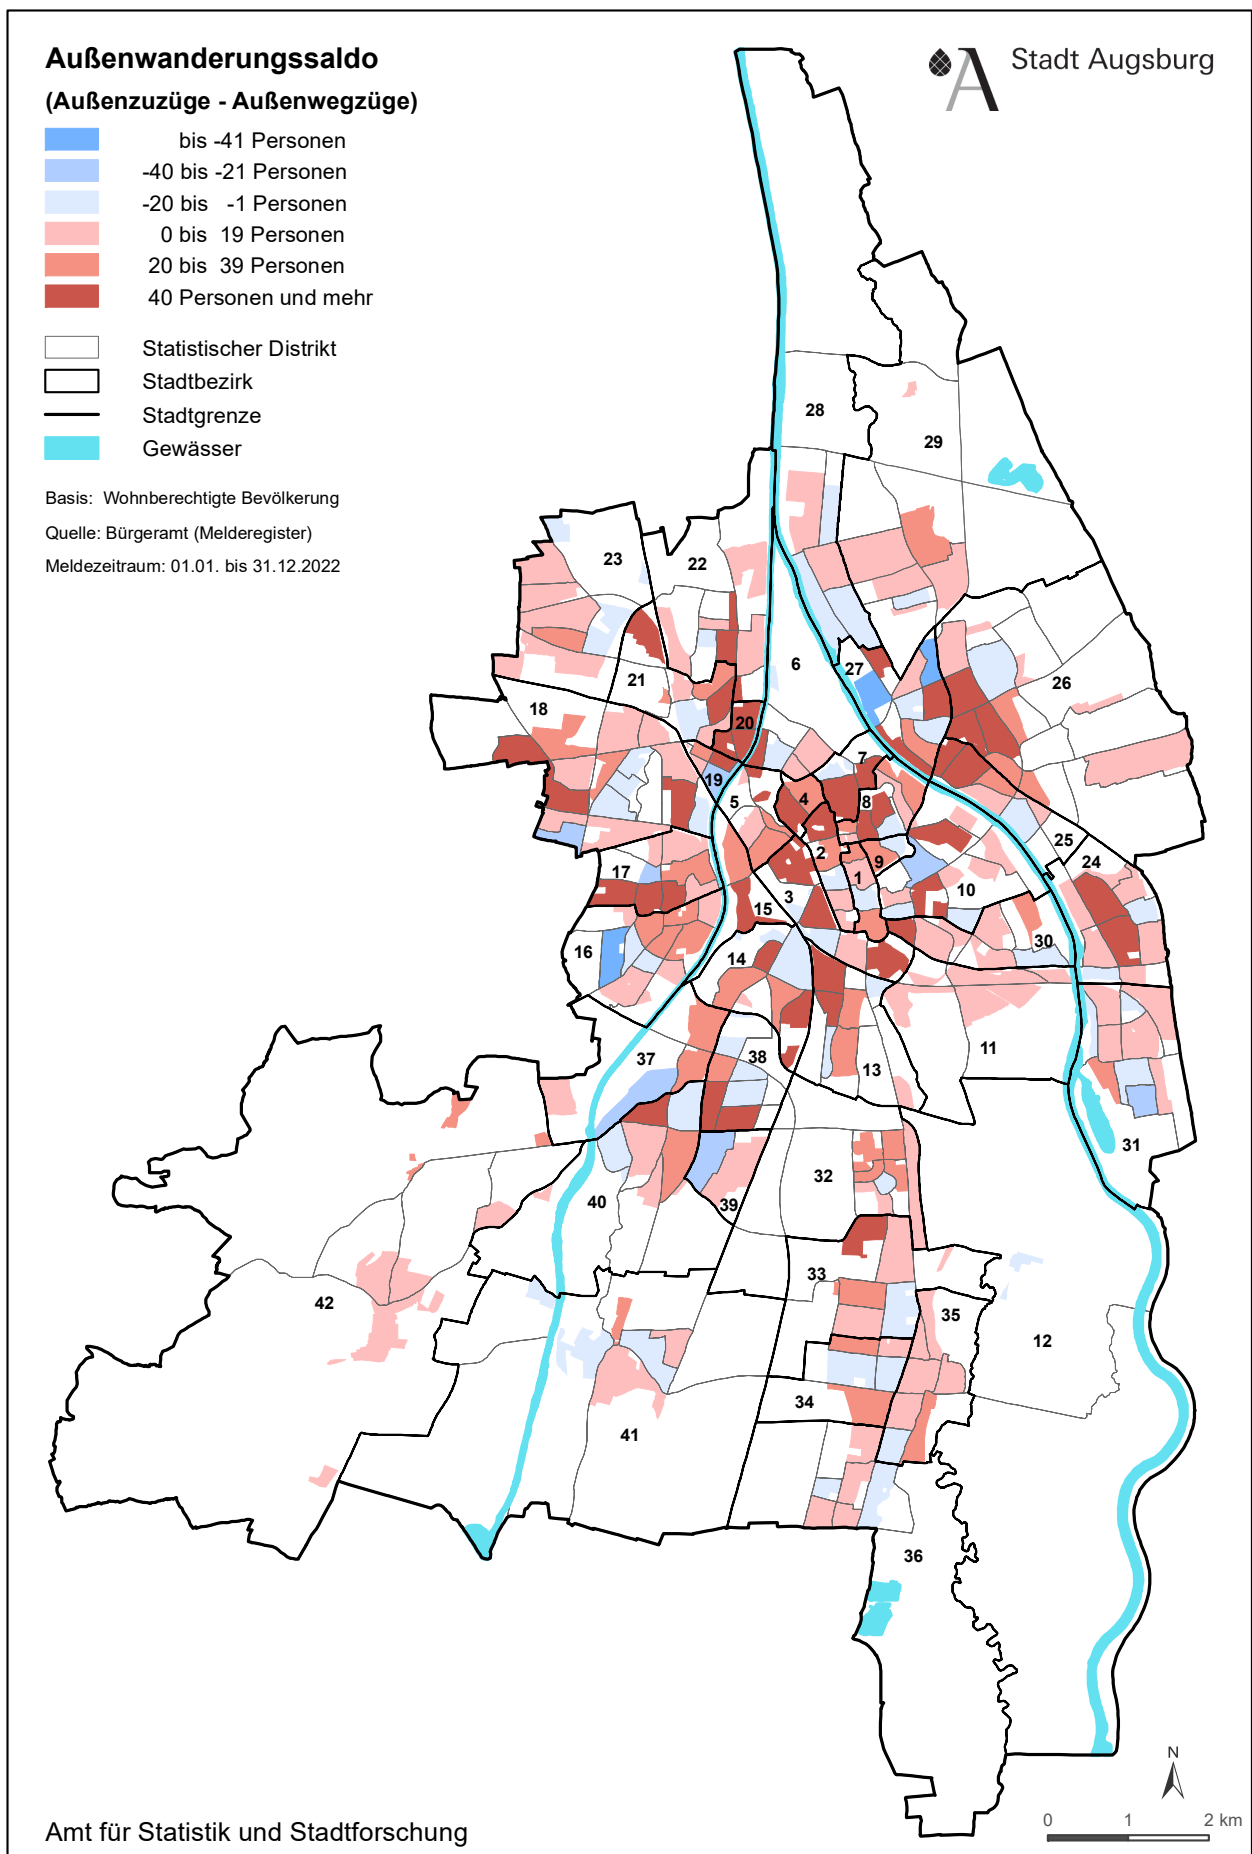 Außenwanderungssaldo
(Außenzuzüge - Außenwegzüge)
bis -41 Personen
-40 bis -21 Personen
-20 bis -1 Personen
0 bis 19 Personen
20 bis 39 Personen
40 Personen und mehr
Statistischer Distrikt
Stadtbezirk
Stadtgrenze
Gewässer
Basis: Wohnberechtigte Bevölkerung
Quelle: Bürgeramt (Melderegister)
Meldezeitraum: 01.01. bis 31.12.2022
A Stadt Augsburg
28
29
23
22
6
27
21
26
18
20
7
19
5
4
8
2
25
24
17
9
1
10
3
15
30
16
14
11
37
38
13
31
32
40
39
33
42
35
12
34
41
36
N
0 1 2 km
Amt für Statistik und Stadtforschung